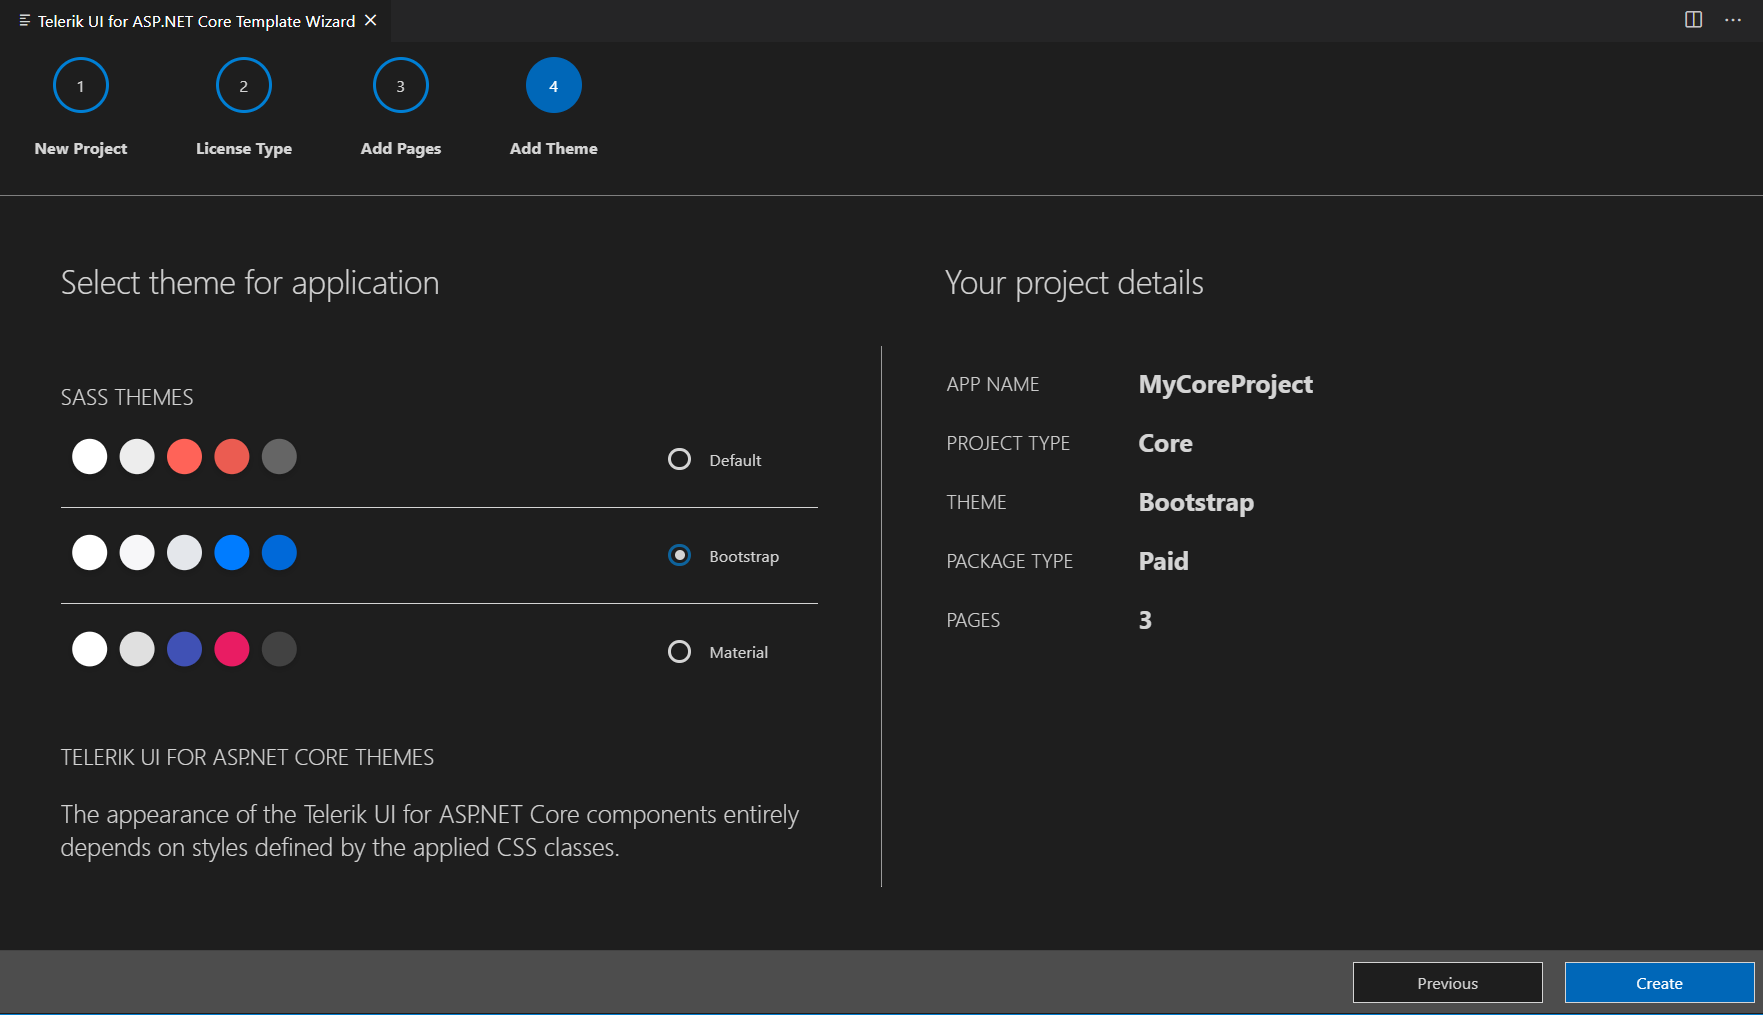 Telerik UI for ASP.NET Core Template Wizard
1
2
3
4
New Project
License Type
Add Pages
Add Theme
Select theme for application
SASS THEMES
Default
Bootstrap
Material
TELERIK UI FOR ASP.NET CORE THEMES
The appearance of the Telerik UI for ASP.NET Core components entirely
depends on styles defined by the applied CSS classes.
Your project details
APP NAME MyCoreProject
PROJECT TYPE Core
THEME Bootstrap
PACKAGE TYPE Paid
PAGES 3
Previous
Create